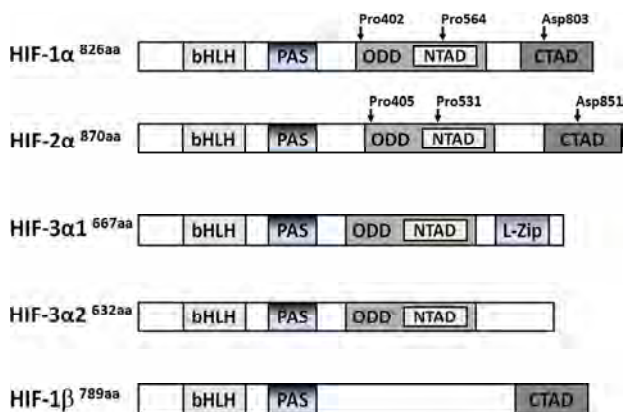 Pro402 Pro564 Asp803
HIF-1α 826aa bHLH PAS ODD NTAD CTAD
Pro405 Pro531 Asp851
HIF-2α 870aa bHLH PAS ODD NTAD CTAD
HIF-3α1 667aa bHLH PAS ODD NTAD L-Zip
HIF-3α2 632aa bHLH PAS ODD NTAD
HIF-1β 789aa bHLH PAS CTAD